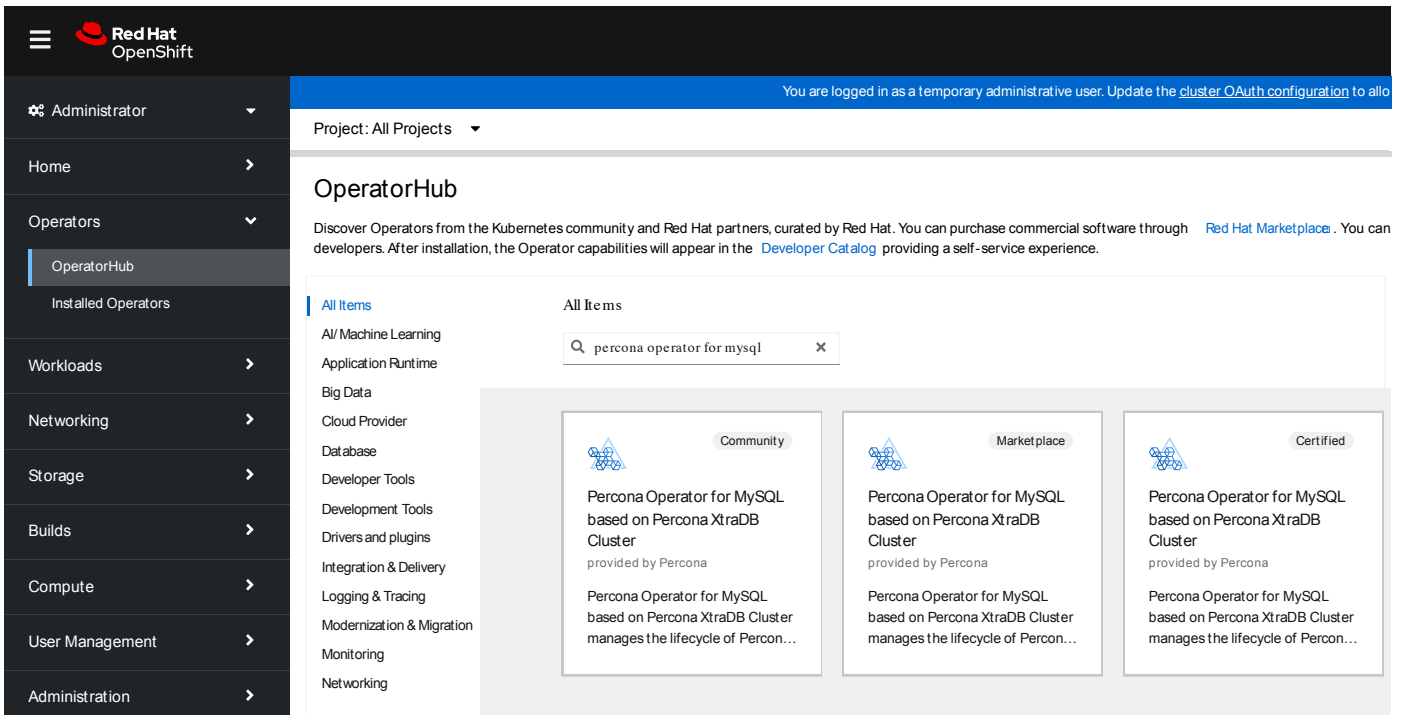 Red Hat
OpenShift
You are logged in as a temporary administrative user. Update the cluster OAuth configuration to allo
Administrator
Project: All Projects
Home
Operators
OperatorHub
Installed Operators
Workloads
Networking
Storage
Builds
Compute
User Management
Administration
OperatorHub
Discover Operators from the Kubernetes community and Red Hat partners, curated by Red Hat. You can purchase commercial software through Red Hat Marketplace. You can
developers. After installation, the Operator capabilities will appear in the Developer Catalog providing a self-service experience.
All Items
AI/Machine Learning
Application Runtime
Big Data
Cloud Provider
Database
Developer Tools
Development Tools
Drivers and plugins
Integration & Delivery
Logging & Tracing
Modernization & Migration
Monitoring
Networking
All Items
percona operator for mysql
Community
Percona Operator for MySQL
based on Percona XtraDB
Cluster
provided by Percona
Percona Operator for MySQL
based on Percona XtraDB Cluster
manages the lifecycle of Percon…
Marketplace
Percona Operator for MySQL
based on Percona XtraDB
Cluster
provided by Percona
Percona Operator for MySQL
based on Percona XtraDB Cluster
manages the lifecycle of Percon…
Certified
Percona Operator for MySQL
based on Percona XtraDB
Cluster
provided by Percona
Percona Operator for MySQL
based on Percona XtraDB Cluster
manages the lifecycle of Percon…